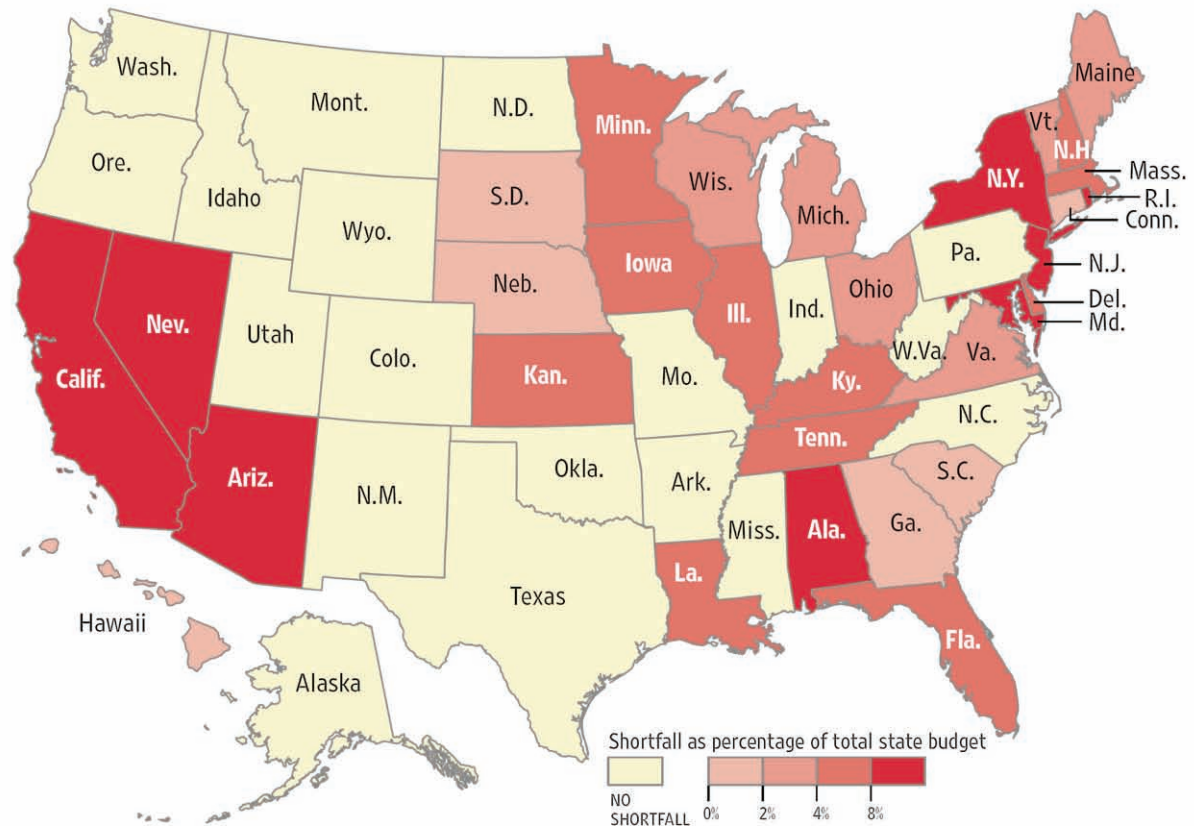 Wash.
Mont.
N.D.
Minn.
Maine
Vt.
N.H
Mass.
R.I.
Conn.
Ore.
Idaho
S.D.
Wis.
Mich.
N.Y.
Wyo.
Iowa
Pa.
N.J.
Neb.
Ill.
Ind.
Ohio
Del.
Md.
Nev.
Utah
Colo.
Kan.
Mo.
W.Va.
Va.
Calif.
Ky.
N.C.
Tenn.
Ariz.
N.M.
Okla.
Ark.
S.C.
Miss.
Ala.
Ga.
La.
Texas
Hawaii
Fla.
Alaska
Shortfall as percentage of total state budget
NO
SHORTFALL
0% 2% 4% 8%